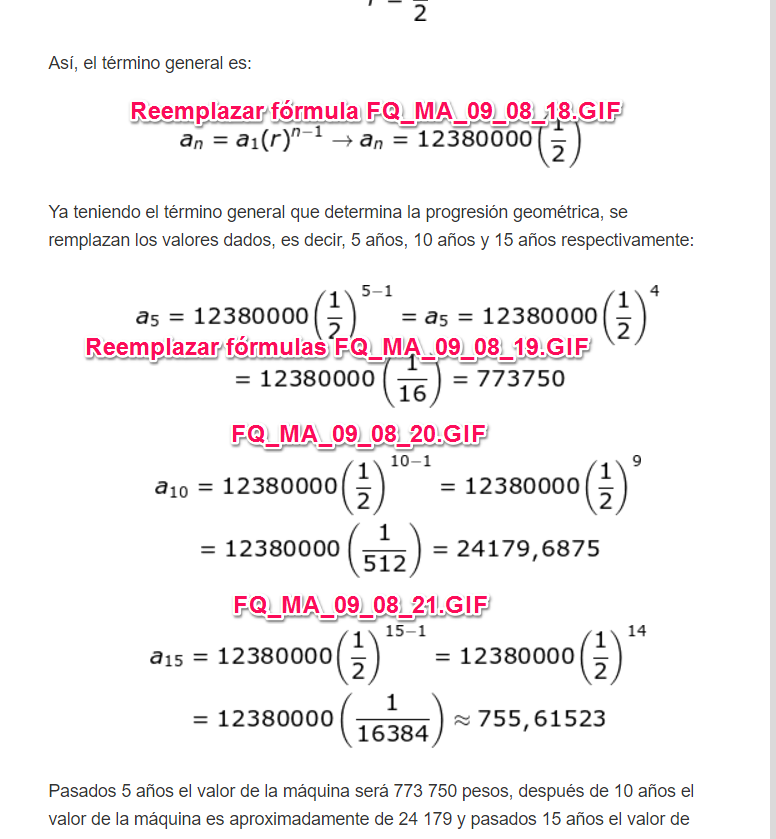 r = 1/2
Así, el término general es:
Reemplazar fórmula FQ_MA_09_08_18.GIF
aₙ = a₁(r)ⁿ⁻¹ → aₙ = 12380000(1/2)
Ya teniendo el término general que determina la progresión geométrica, se
remplazan los valores dados, es decir, 5 años, 10 años y 15 años respectivamente:
a₅ = 12380000(1/2)⁵⁻¹ = a₅ = 12380000(1/2)⁴
Reemplazar fórmulas FQ_MA_09_08_19.GIF
= 12380000(1/16) = 773750
FQ_MA_09_08_20.GIF
a₁₀ = 12380000(1/2)¹⁰⁻¹ = 12380000(1/2)⁹
= 12380000(1/512) = 24179,6875
FQ_MA_09_08_21.GIF
a₁₅ = 12380000(1/2)¹⁵⁻¹ = 12380000(1/2)¹⁴
= 12380000(1/16384) ≈ 755,61523
Pasados 5 años el valor de la máquina será 773 750 pesos, después de 10 años el
valor de la máquina es aproximadamente de 24 179 y pasados 15 años el valor de